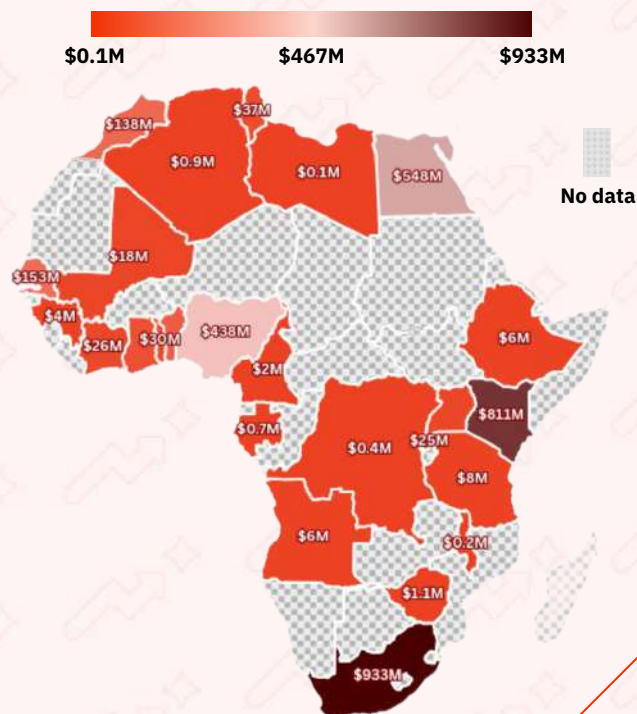 $0.1M $467M $933M
No data
$37M
$138M
$0.9M
$0.1M
$548M
$18M
$153M
$4M
$26M
$30M
$438M
$2M
$6M
$0.7M
$0.4M
$25M
$811M
$8M
$6M
$0.2M
$1.1M
$933M